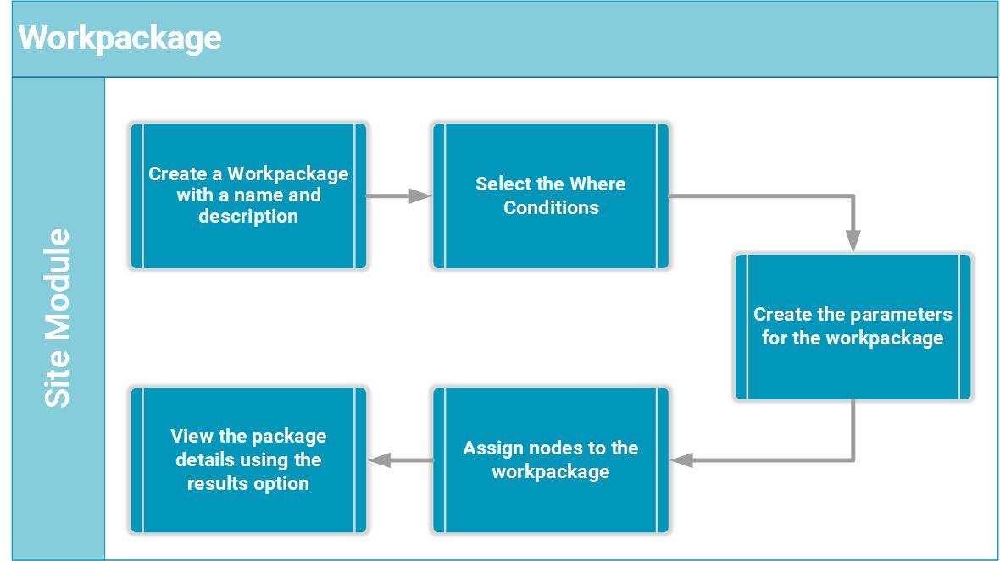 Workpackage
Site Module
Create a Workpackage
with a name and
description
Select the Where
Conditions
Create the parameters
for the workpackage
Assign nodes to the
workpackage
View the package
details using the
results option